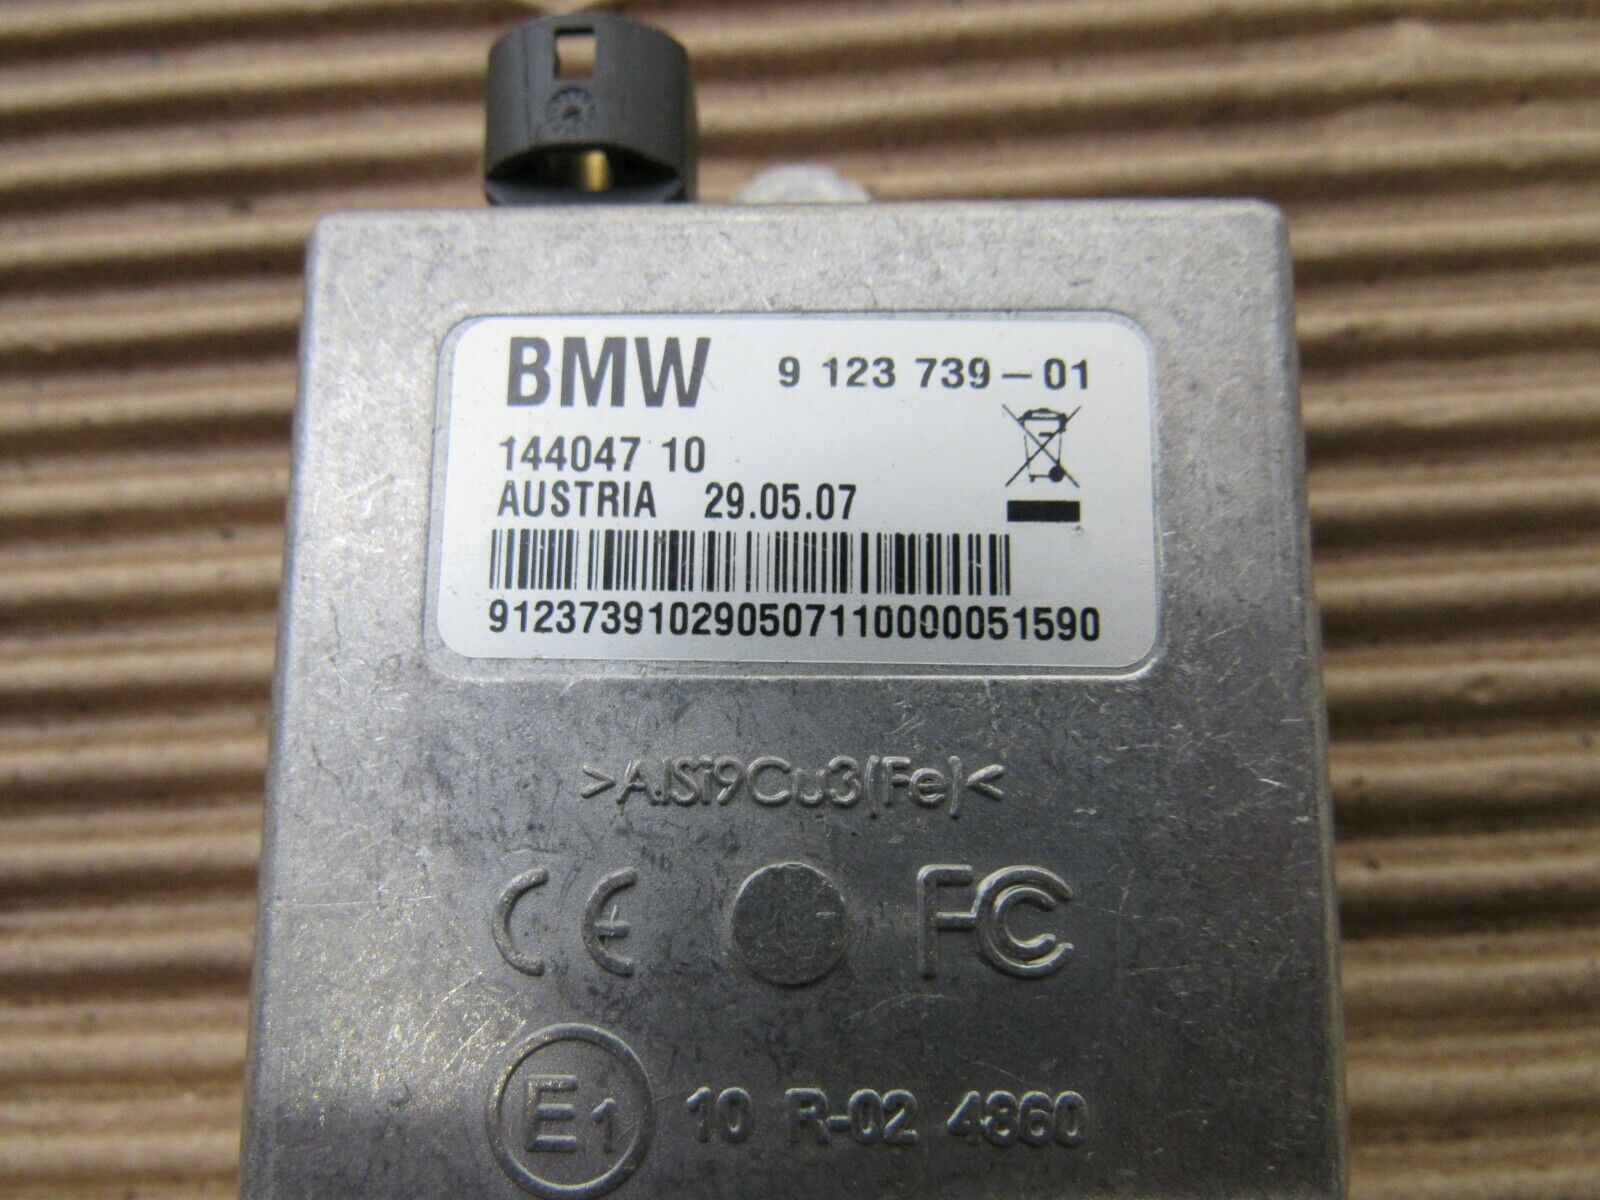 BMW 9 123 739-01
144047 10
AUSTRIA 29.05.07
912373910290507110000051590
>AlSi9Cu3(Fe)<
CE FC
E1 10 R-02 4860